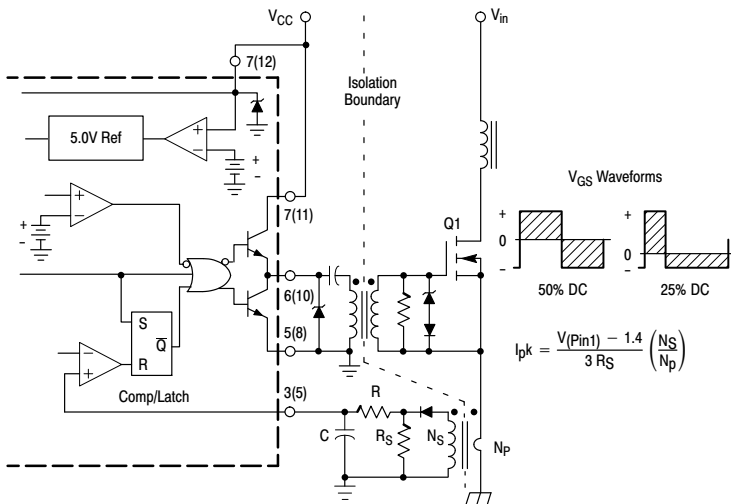 VCC
Vin
7(12)
Isolation
Boundary
5.0V Ref
+
-
+
-
+
-
+
-
7(11)
Q1
VGS Waveforms
+
0
-
+
0
-
50% DC
25% DC
6(10)
S
Q
R
5(8)
Ipk = V(Pin1) - 1.4 / 3 RS (NS / Np)
-
+
Comp/Latch
3(5)
R
C
RS
NS
NP